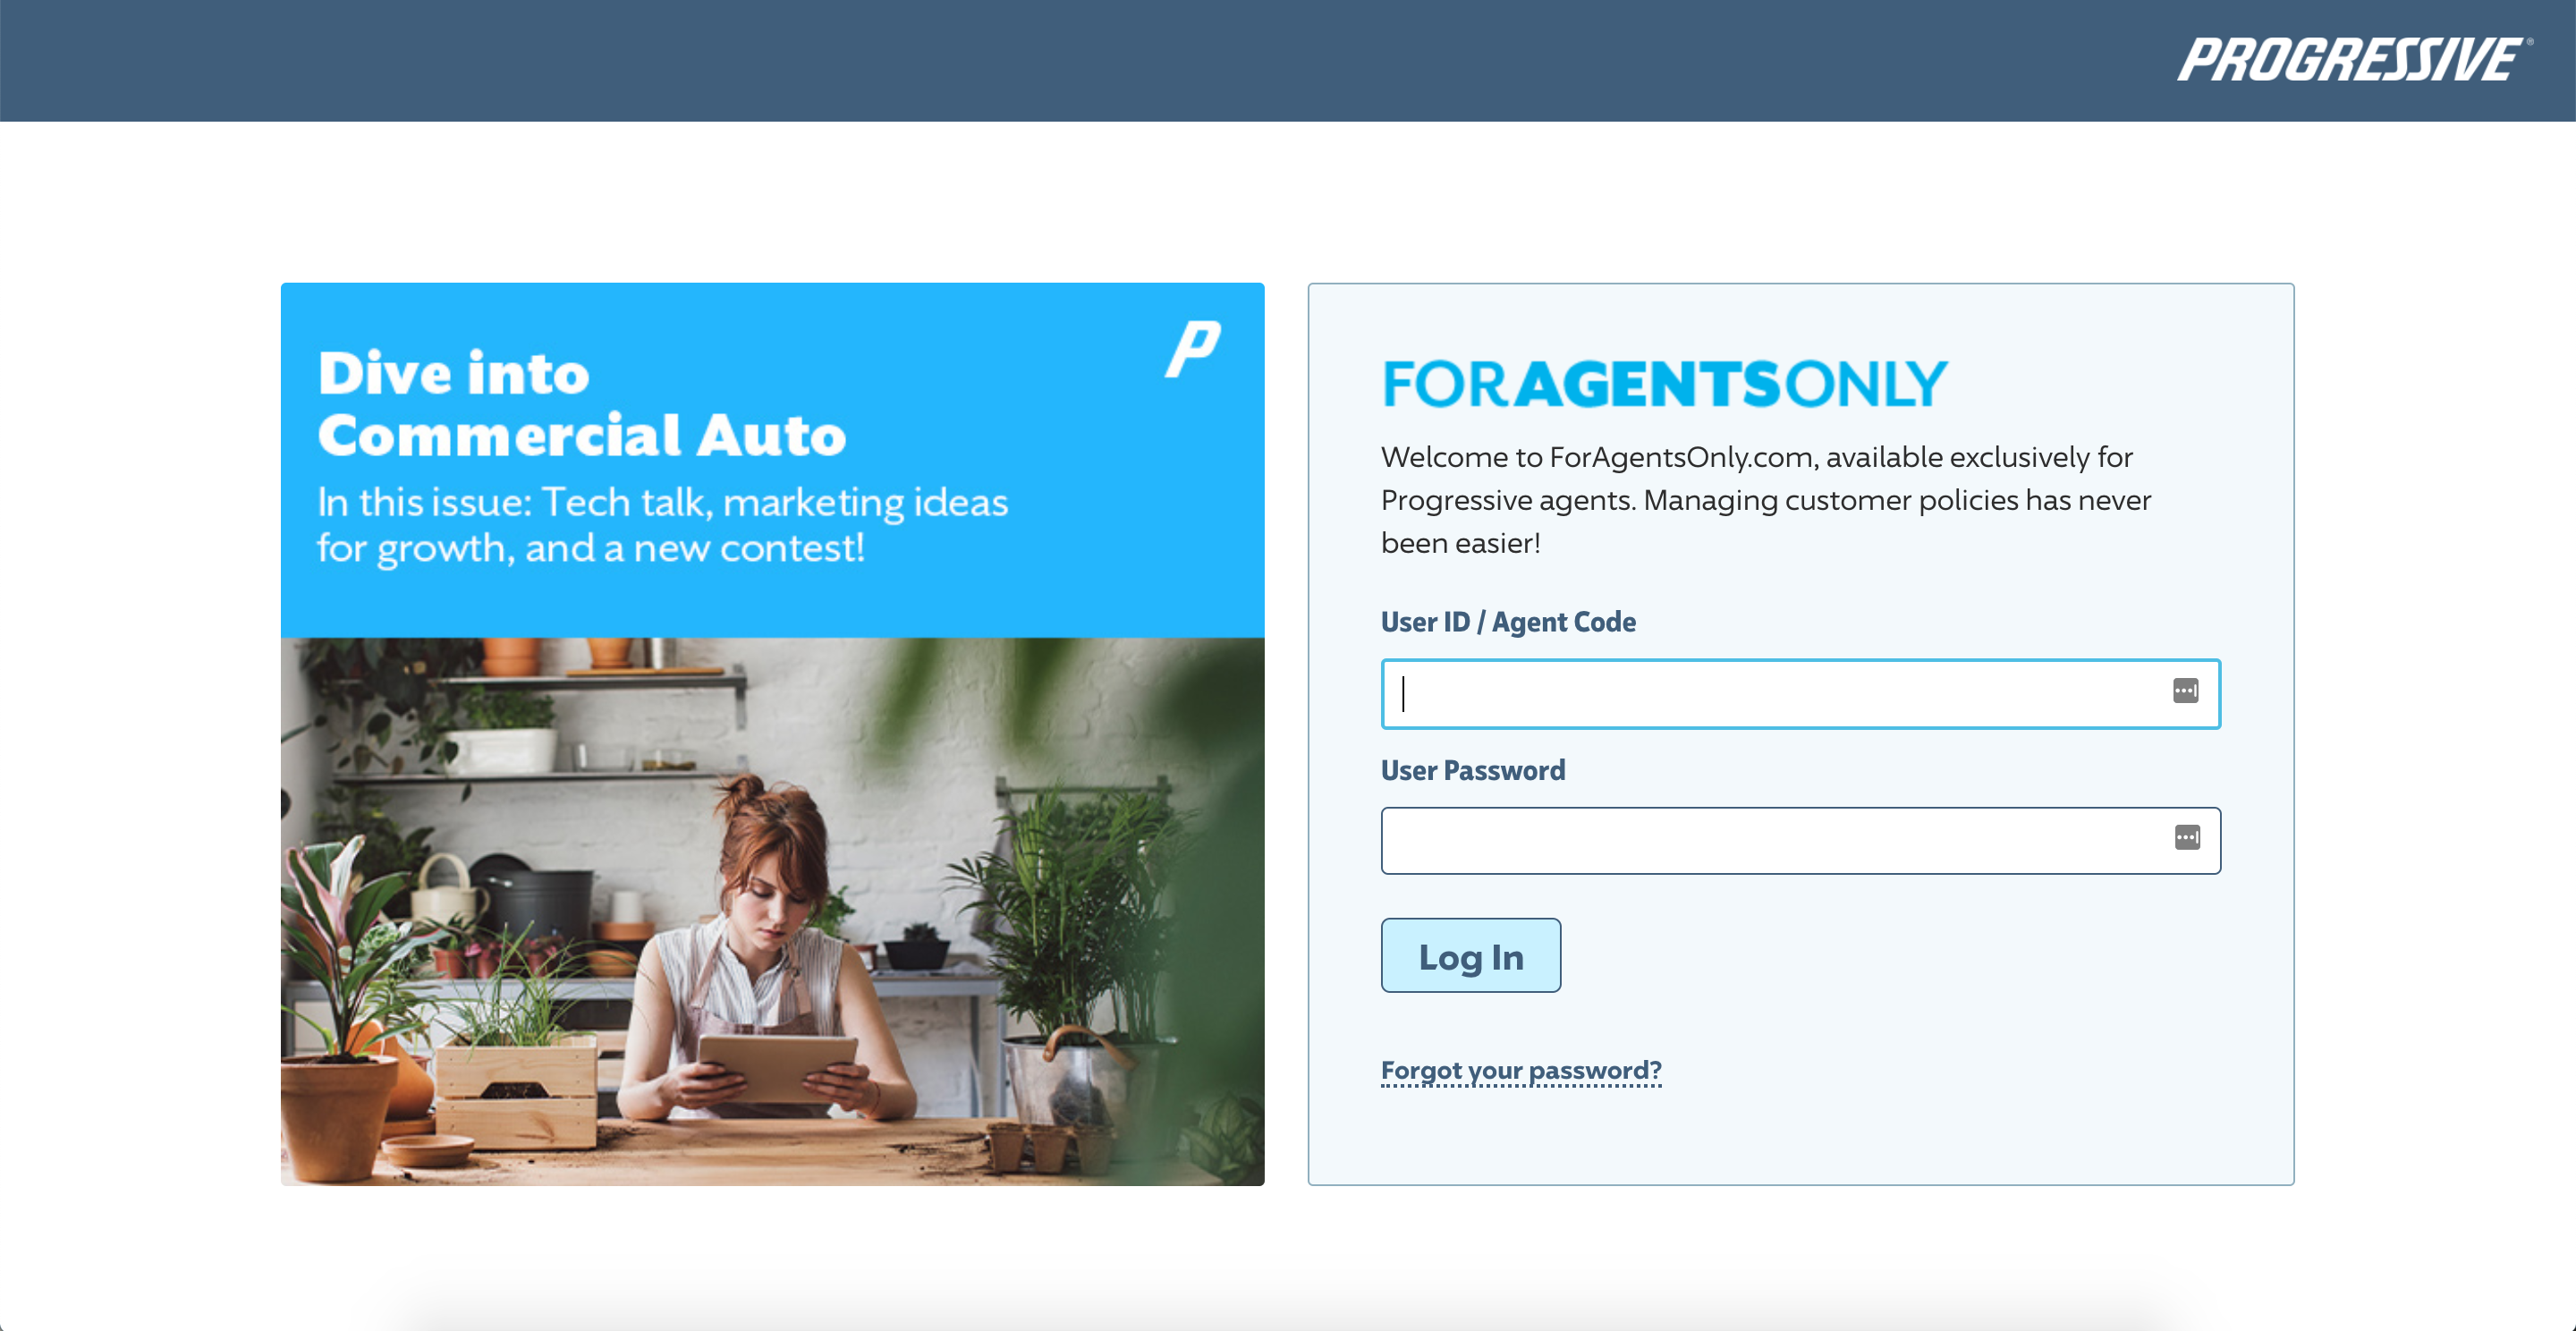 PROGRESSIVE®
Dive into
Commercial Auto
In this issue: Tech talk, marketing ideas
for growth, and a new contest!
FORAGENTSONLY
Welcome to ForAgentsOnly.com, available exclusively for
Progressive agents. Managing customer policies has never
been easier!
User ID / Agent Code
User Password
Log In
Forgot your password?